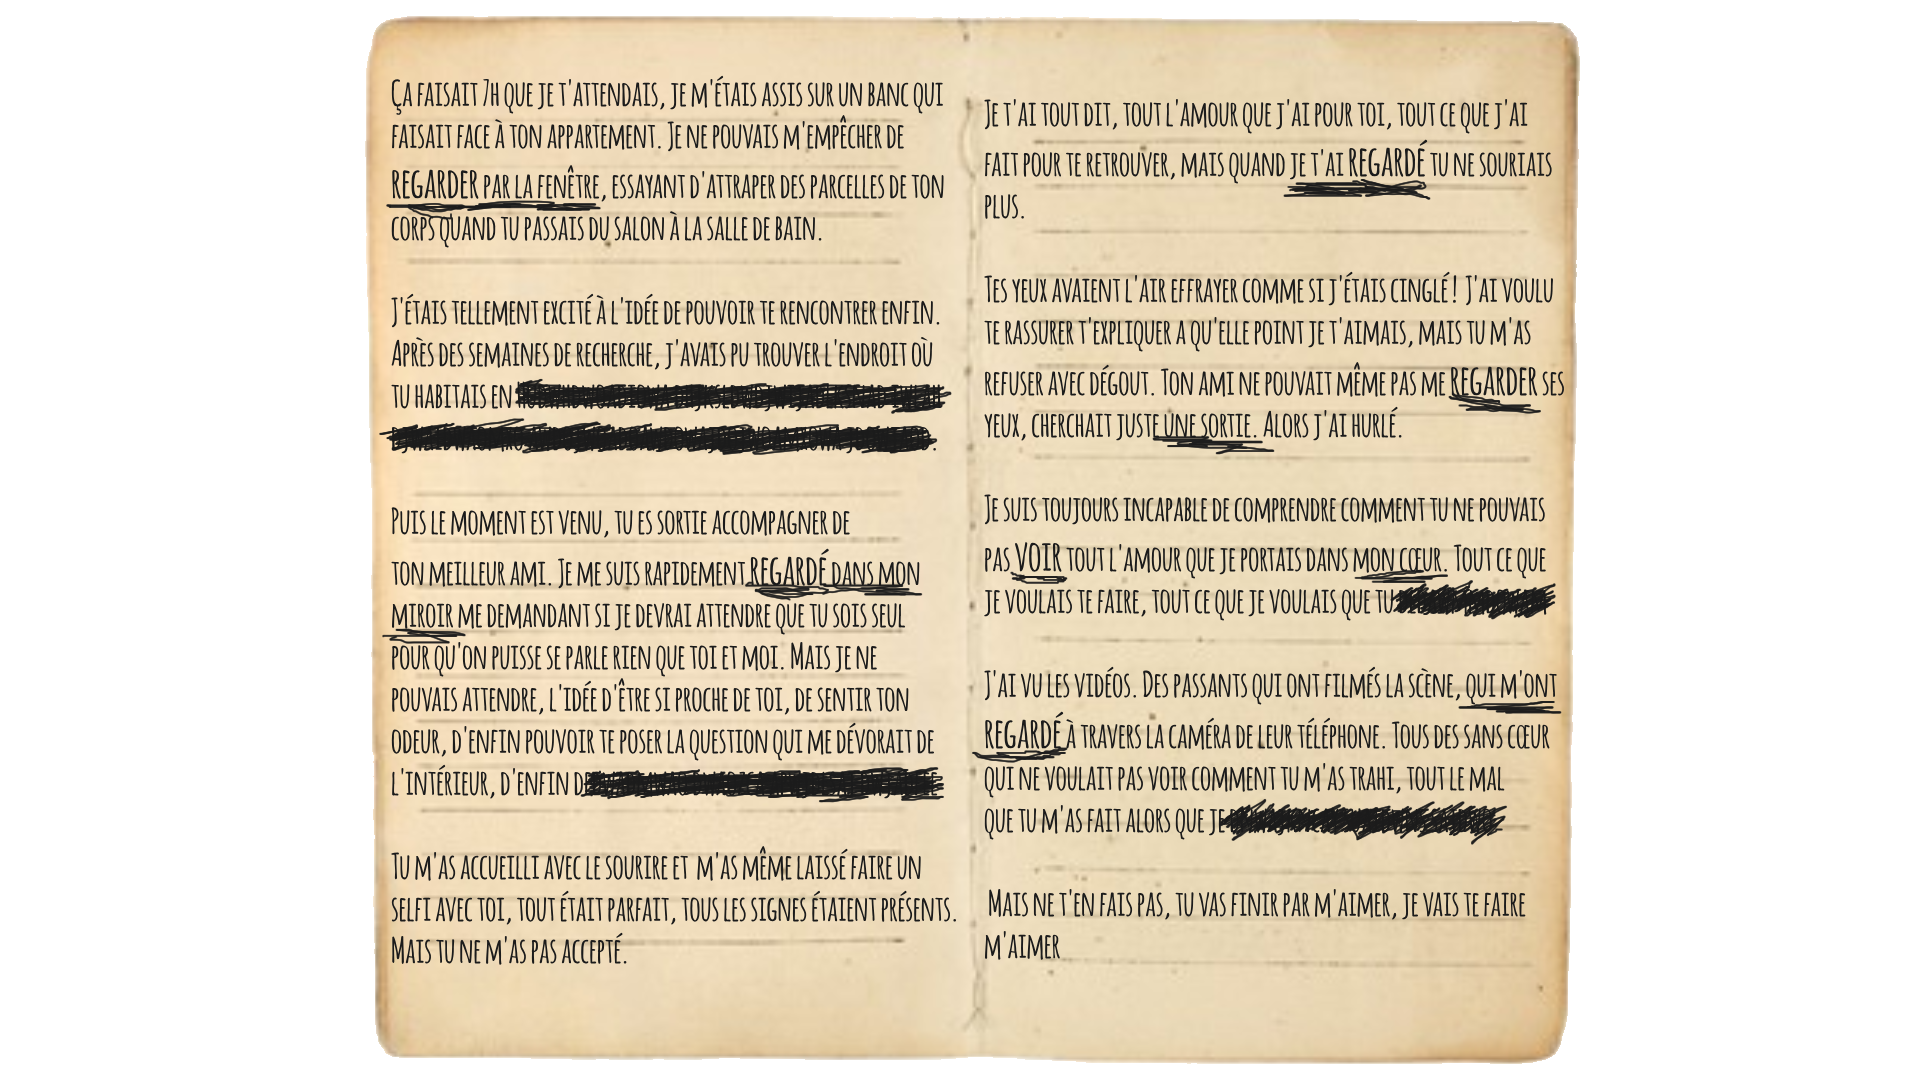 Ça faisait 7h que je t'attendais, je m'étais assis sur un banc qui
faisait face à ton appartement. Je ne pouvais m'empêcher de
REGARDER par la fenêtre, essayant d'attraper des parcelles de ton
corps quand tu passais du salon à la salle de bain.
J'étais tellement excité à l'idée de pouvoir te rencontrer enfin.
Après des semaines de recherche, j'avais pu trouver l'endroit où
tu habitais en
Puis le moment est venu, tu es sortie accompagner de
ton meilleur ami. Je me suis rapidement REGARDÉ dans mon
miroir me demandant si je devrai attendre que tu sois seul
pour qu'on puisse se parle rien que toi et moi. Mais je ne
pouvais attendre, l'idée d'être si proche de toi, de sentir ton
odeur, d'enfin pouvoir te poser la question qui me dévorait de
l'intérieur, d'enfin
Tu m'as accueilli avec le sourire et m'as même laissé faire un
selfi avec toi, tout était parfait, tous les signes étaient présents.
Mais tu ne m'as pas accepté.
Je t'ai tout dit, tout l'amour que j'ai pour toi, tout ce que j'ai
fait pour te retrouver, mais quand je t'ai REGARDÉ tu ne souriais
plus.
Tes yeux avaient l'air effrayer comme si j'étais cinglé ! J'ai voulu
te rassurer t'expliquer a qu'elle point je t'aimais, mais tu m'as
refuser avec dégout. Ton ami ne pouvait même pas me REGARDER ses
yeux, cherchait juste une sortie. Alors j'ai hurlé.
Je suis toujours incapable de comprendre comment tu ne pouvais
pas VOIR tout l'amour que je portais dans mon cœur. Tout ce que
je voulais te faire, tout ce que je voulais que tu
J'ai vu les vidéos. Des passants qui ont filmés la scène, qui m'ont
REGARDÉ à travers la caméra de leur téléphone. Tous des sans cœur
qui ne voulait pas voir comment tu m'as trahi, tout le mal
que tu m'as fait alors que je
Mais ne t'en fais pas, tu vas finir par m'aimer, je vais te faire
m'aimer